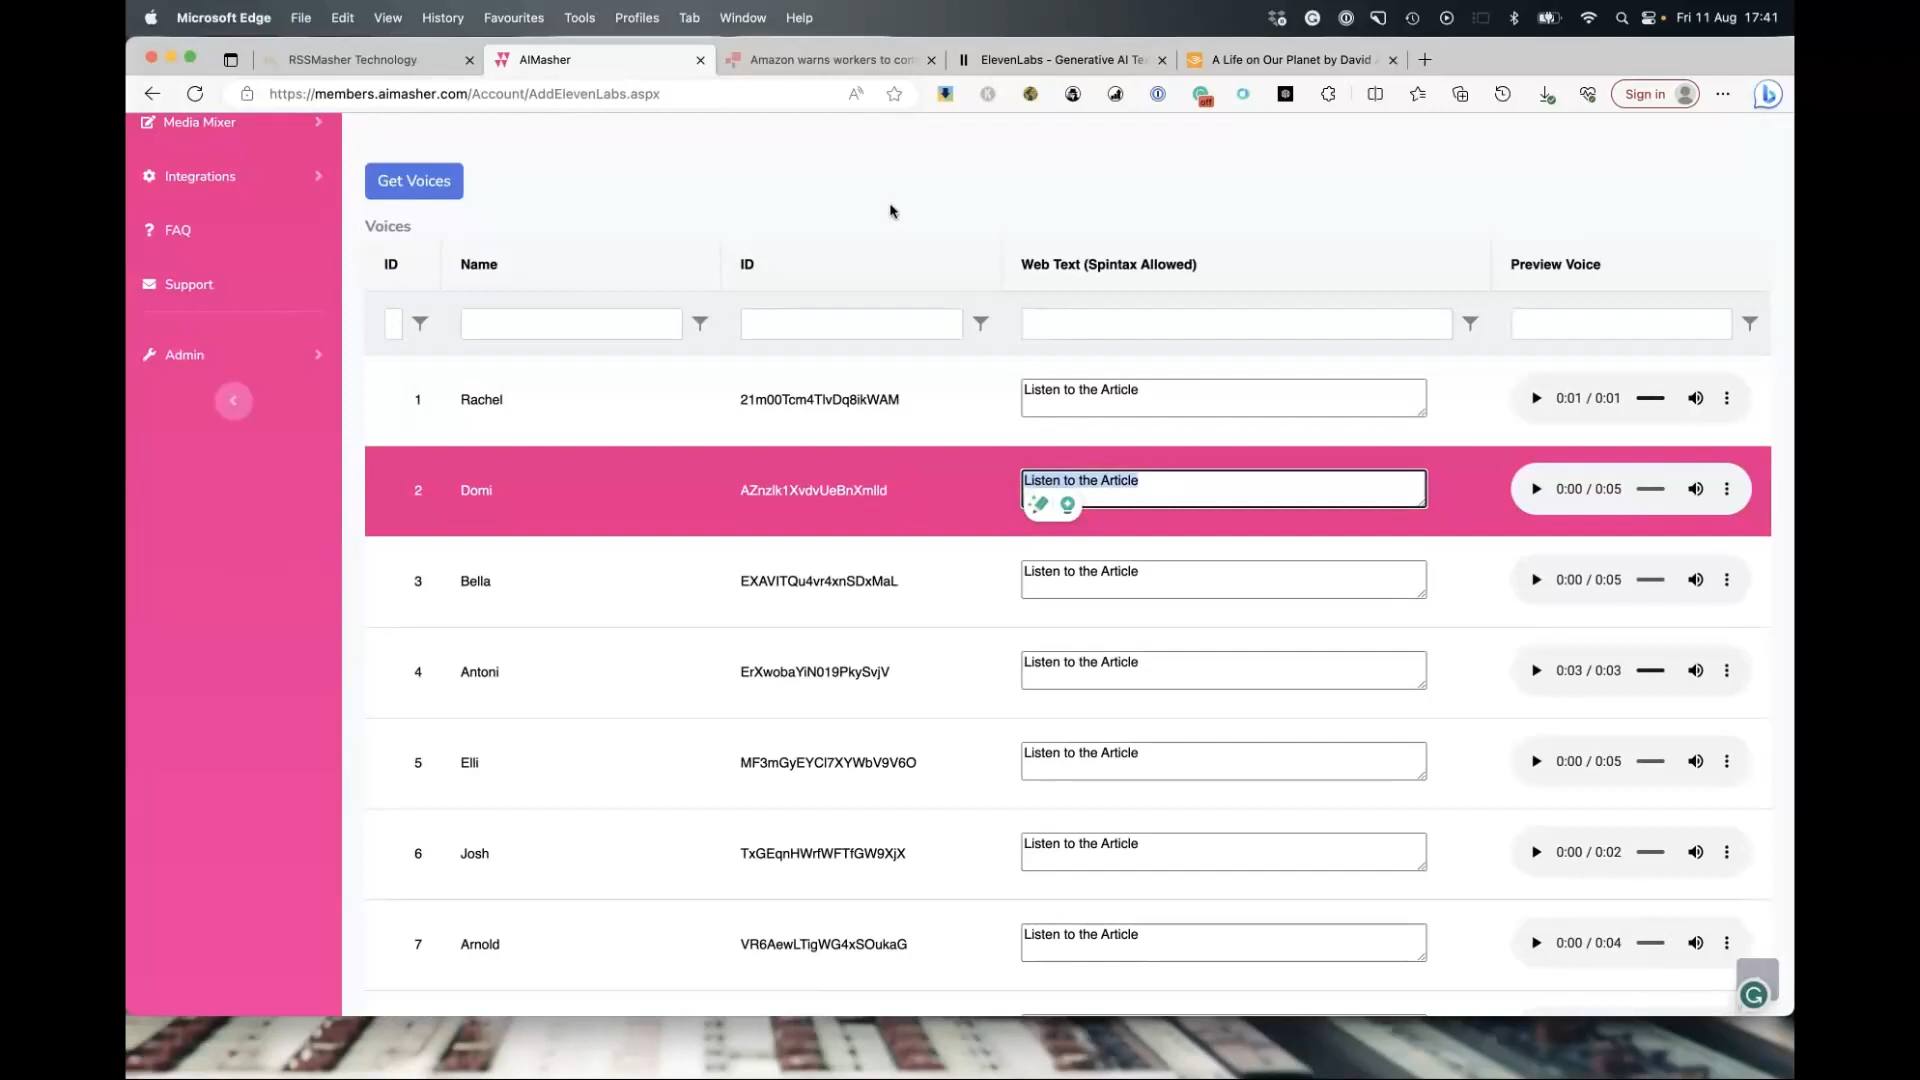 Microsoft Edge File Edit View History Favourites Tools Profiles Tab Window Help Fri 11 Aug 17:41
RSSMasher Technology AIMasher Amazon warns workers to com ElevenLabs - Generative AI Te A Life on Our Planet by David A
https://members.aimasher.com/Account/AddElevenLabs.aspx off Sign in
Media Mixer
Integrations
FAQ
Support
Admin
Get Voices
Voices
ID Name ID Web Text (Spintax Allowed) Preview Voice
1 Rachel 21m00Tcm4TlvDq8ikWAM Listen to the Article 0:01 / 0:01
2 Domi AZnzlk1XvdvUeBnXmlld Listen to the Article 0:00 / 0:05
3 Bella EXAVITQu4vr4xnSDxMaL Listen to the Article 0:00 / 0:05
4 Antoni ErXwobaYiN019PkySvjV Listen to the Article 0:03 / 0:03
5 Elli MF3mGyEYCl7XYWbV9V6O Listen to the Article 0:00 / 0:05
6 Josh TxGEqnHWrfWFTfGW9XjX Listen to the Article 0:00 / 0:02
7 Arnold VR6AewLTigWG4xSOukaG Listen to the Article 0:00 / 0:04